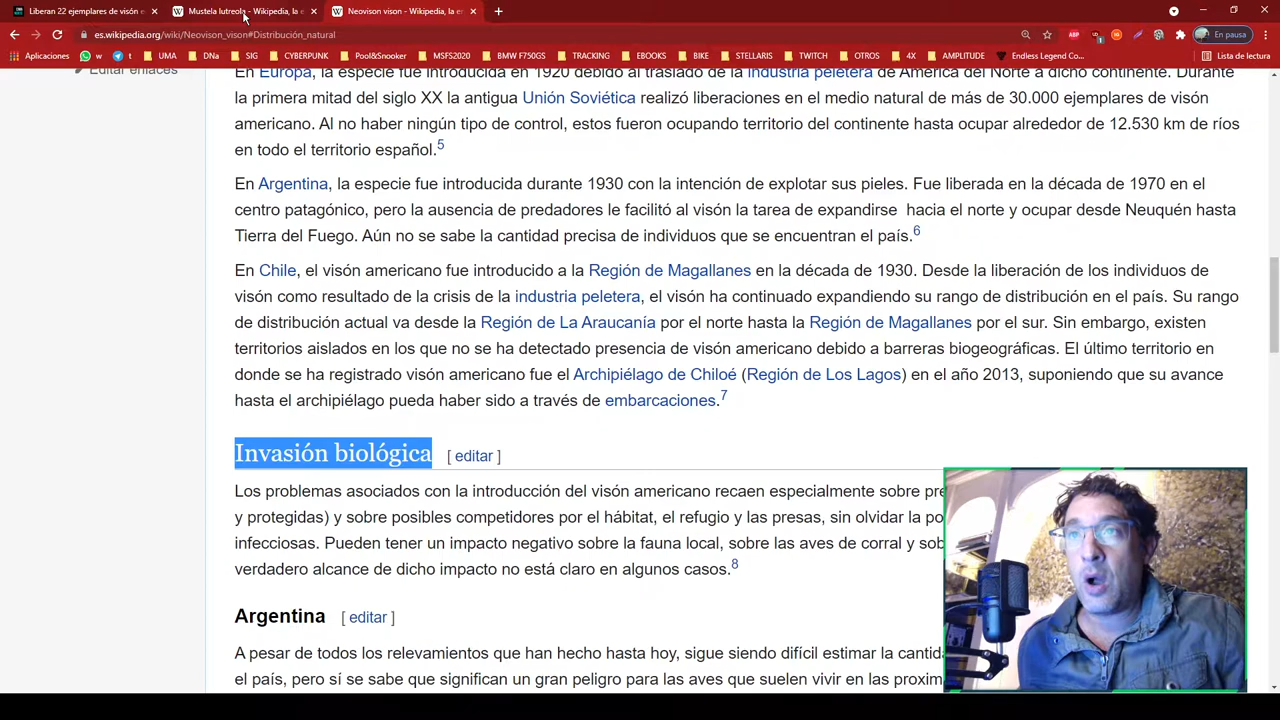 Liberan 22 ejemplares de visón e
Mustela lutreola - Wikipedia, la e
Neovison vison - Wikipedia, la e
es.wikipedia.org/wiki/Neovison_vison#Distribución_natural
En pausa
Aplicaciones
w
t
UMA
DNa
SIG
CYBERPUNK
Pool&Snooker
MSFS2020
BMW F750GS
TRACKING
EBOOKS
BIKE
STELLARIS
TWITCH
OTROS
4X
AMPLITUDE
Endless Legend Co...
Lista de lectura
Editar enlaces
En Europa, la especie fue introducida en 1920 debido al traslado de la industria peletera de América del Norte a dicho continente. Durante
la primera mitad del siglo XX la antigua Unión Soviética realizó liberaciones en el medio natural de más de 30.000 ejemplares de visón
americano. Al no haber ningún tipo de control, estos fueron ocupando territorio del continente hasta ocupar alrededor de 12.530 km de ríos
en todo el territorio español.5
En Argentina, la especie fue introducida durante 1930 con la intención de explotar sus pieles. Fue liberada en la década de 1970 en el
centro patagónico, pero la ausencia de predadores le facilitó al visón la tarea de expandirse hacia el norte y ocupar desde Neuquén hasta
Tierra del Fuego. Aún no se sabe la cantidad precisa de individuos que se encuentran el país.6
En Chile, el visón americano fue introducido a la Región de Magallanes en la década de 1930. Desde la liberación de los individuos de
visón como resultado de la crisis de la industria peletera, el visón ha continuado expandiendo su rango de distribución en el país. Su rango
de distribución actual va desde la Región de La Araucanía por el norte hasta la Región de Magallanes por el sur. Sin embargo, existen
territorios aislados en los que no se ha detectado presencia de visón americano debido a barreras biogeográficas. El último territorio en
donde se ha registrado visón americano fue el Archipiélago de Chiloé (Región de Los Lagos) en el año 2013, suponiendo que su avance
hasta el archipiélago pueda haber sido a través de embarcaciones.7
Invasión biológica [ editar ]
Los problemas asociados con la introducción del visón americano recaen especialmente sobre pre
y protegidas) y sobre posibles competidores por el hábitat, el refugio y las presas, sin olvidar la po
infecciosas. Pueden tener un impacto negativo sobre la fauna local, sobre las aves de corral y sob
verdadero alcance de dicho impacto no está claro en algunos casos.8
Argentina [ editar ]
A pesar de todos los relevamientos que han hecho hasta hoy, sigue siendo difícil estimar la cantida
el país, pero sí se sabe que significan un gran peligro para las aves que suelen vivir en las proxim